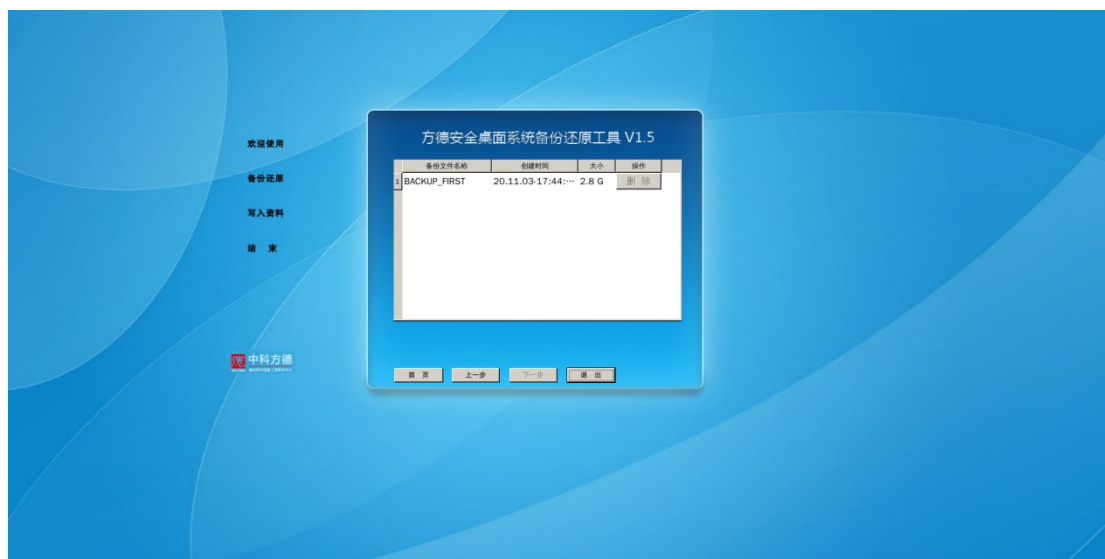 欢迎使用
备份还原
写入资料
结 束
中科方德
方德安全桌面系统备份还原工具 V1.5
备份文件名称 创建时间 大小 操作
1 BACKUP_FIRST 20.11.03-17:44:… 2.8 G 删 除
首 页 上一步 下一步 退 出